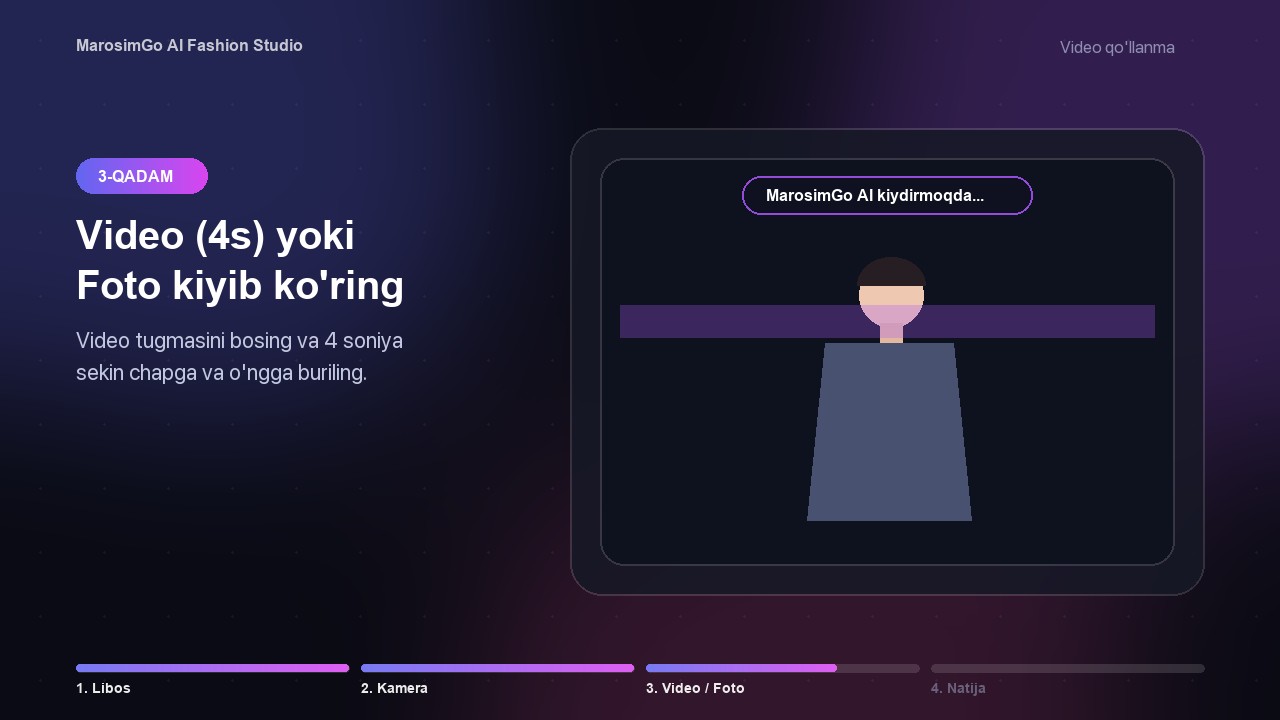 MarosimGo AI Fashion Studio
Video qo'llanma
3-QADAM
Video (4s) yoki
Foto kiyib ko'ring
Video tugmasini bosing va 4 soniya
sekin chapga va o'ngga buriling.
MarosimGo AI kiydirmoqda...
1. Libos
2. Kamera
3. Video / Foto
4. Natija